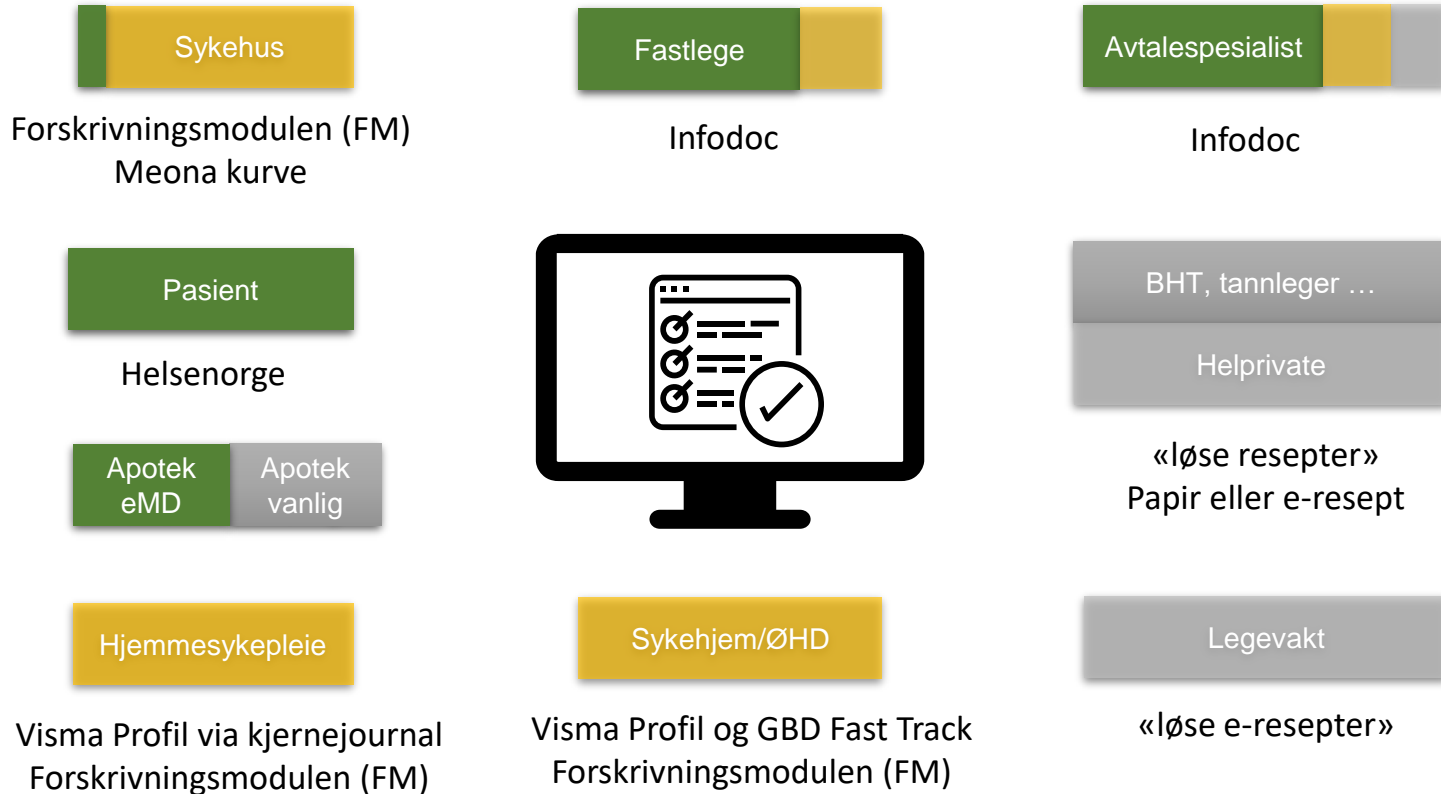 Sykehus
Forskrivningsmodulen (FM)
Meona kurve
Fastlege
Infodoc
Avtalespesialist
Infodoc
Pasient
Helsenorge
BHT, tannleger …
Helprivate
«løse resepter»
Papir eller e-resept
Apotek
eMD
Apotek
vanlig
Hjemmesykepleie
Visma Profil via kjernejournal
Forskrivningsmodulen (FM)
Sykehjem/ØHD
Visma Profil og GBD Fast Track
Forskrivningsmodulen (FM)
Legevakt
«løse e-resepter»